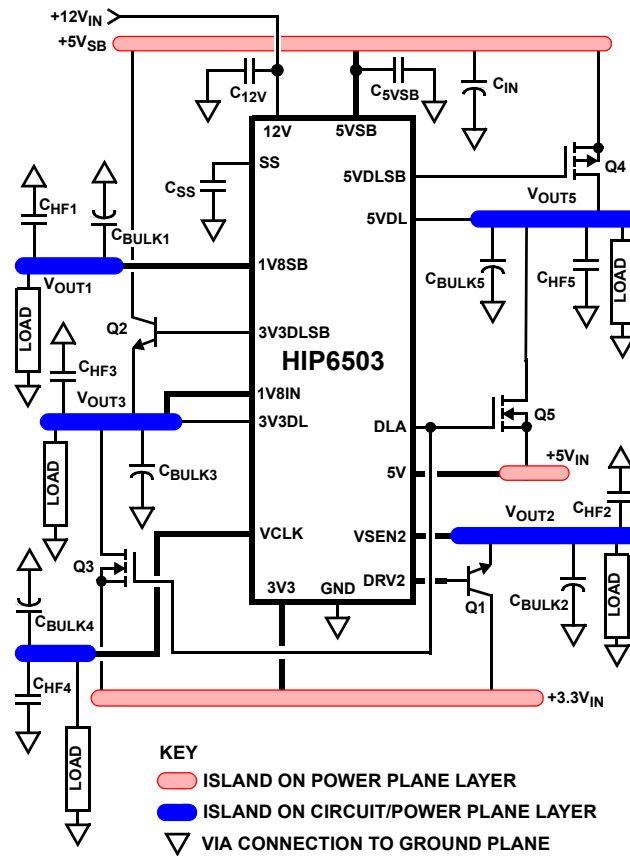 +12VIN
+5VSB
C12V
C5VSB
CIN
12V
5VSB
SS
CSS
5VDLSB
Q4
VOUT5
5VDL
CHF1
CBULK1
1V8SB
VOUT1
LOAD
CBULK5
CHF5
LOAD
Q2
3V3DLSB
HIP6503
CHF3
VOUT3
1V8IN
3V3DL
DLA
Q5
+5VIN
5V
LOAD
CBULK3
CHF2
VOUT2
VCLK
VSEN2
Q3
3V3
GND
DRV2
Q1
CBULK2
LOAD
CBULK4
CHF4
LOAD
+3.3VIN
KEY
ISLAND ON POWER PLANE LAYER
ISLAND ON CIRCUIT/POWER PLANE LAYER
VIA CONNECTION TO GROUND PLANE